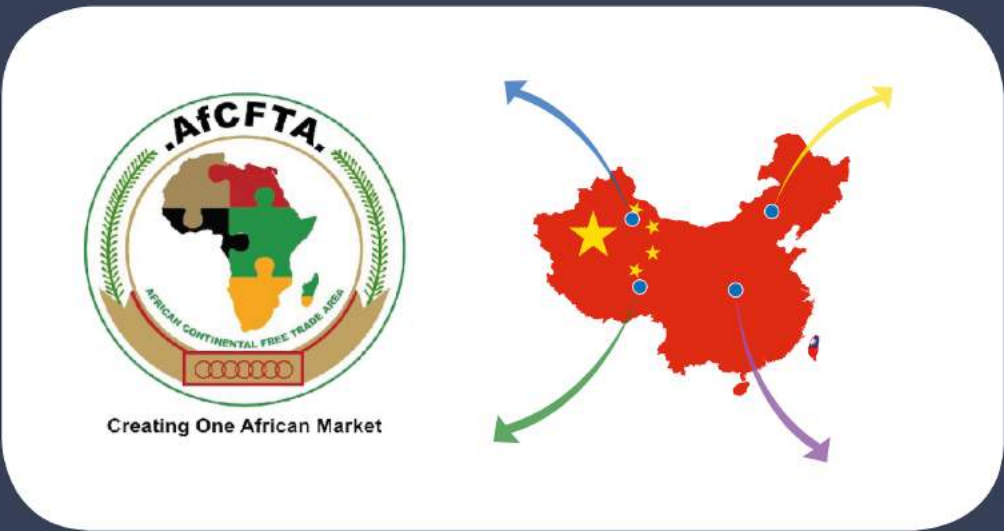 .AfCFTA.
AFRICAN CONTINENTAL FREE TRADE AREA
Creating One African Market